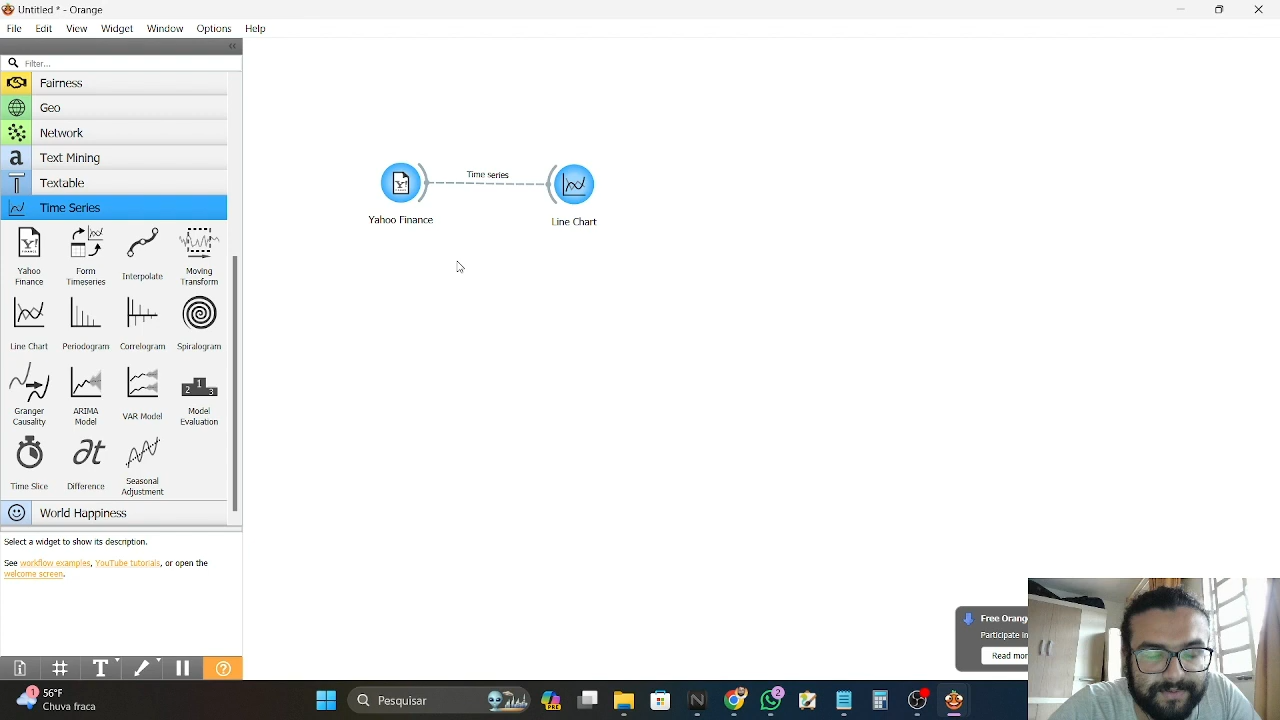 Untitled * - Orange
File Edit View Widget Window Options Help
Filter...
Fairness
Geo
Network
Text Mining
Textable
Time Series
Yahoo Finance
Form Timeseries
Interpolate
Moving Transform
Line Chart
Periodogram
Correlogram
Spiralogram
Granger Causality
ARIMA Model
VAR Model
Model Evaluation
Time Slice
Difference
Seasonal Adjustment
World Happiness
Select a widget to show its description.
See workflow examples, YouTube tutorials, or open the
welcome screen.
Time series
Yahoo Finance
Line Chart
Free Orang
Participate in
Read mor
1
50°F
Chuva fraca
Pesquisar
2